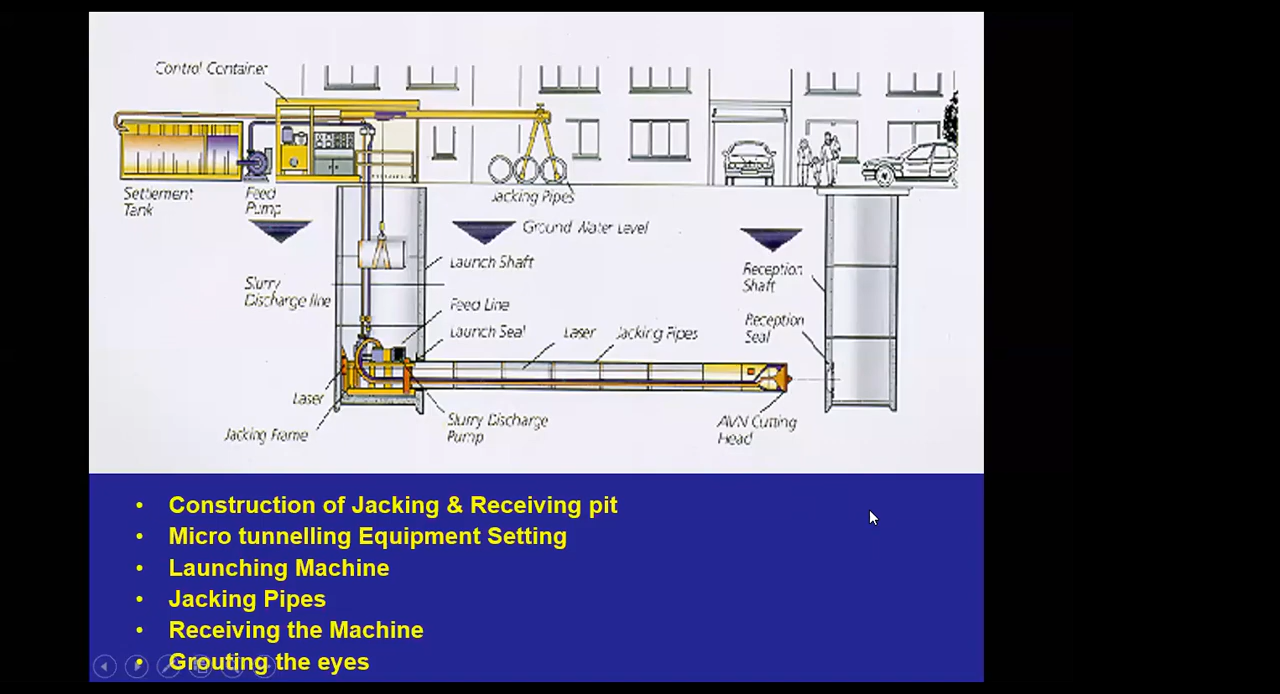 Control Container
Settlement
Tank
Feed
Pump
Jacking Pipes
Ground Water Level
Launch Shaft
Slurry
Discharge line
Feed Line
Launch Seal
Laser
Jacking Pipes
Reception
Shaft
Reception
Seal
Laser
Jacking Frame
Slurry Discharge
Pump
AVN Cutting
Head
• Construction of Jacking & Receiving pit
• Micro tunnelling Equipment Setting
• Launching Machine
• Jacking Pipes
• Receiving the Machine
• Grouting the eyes